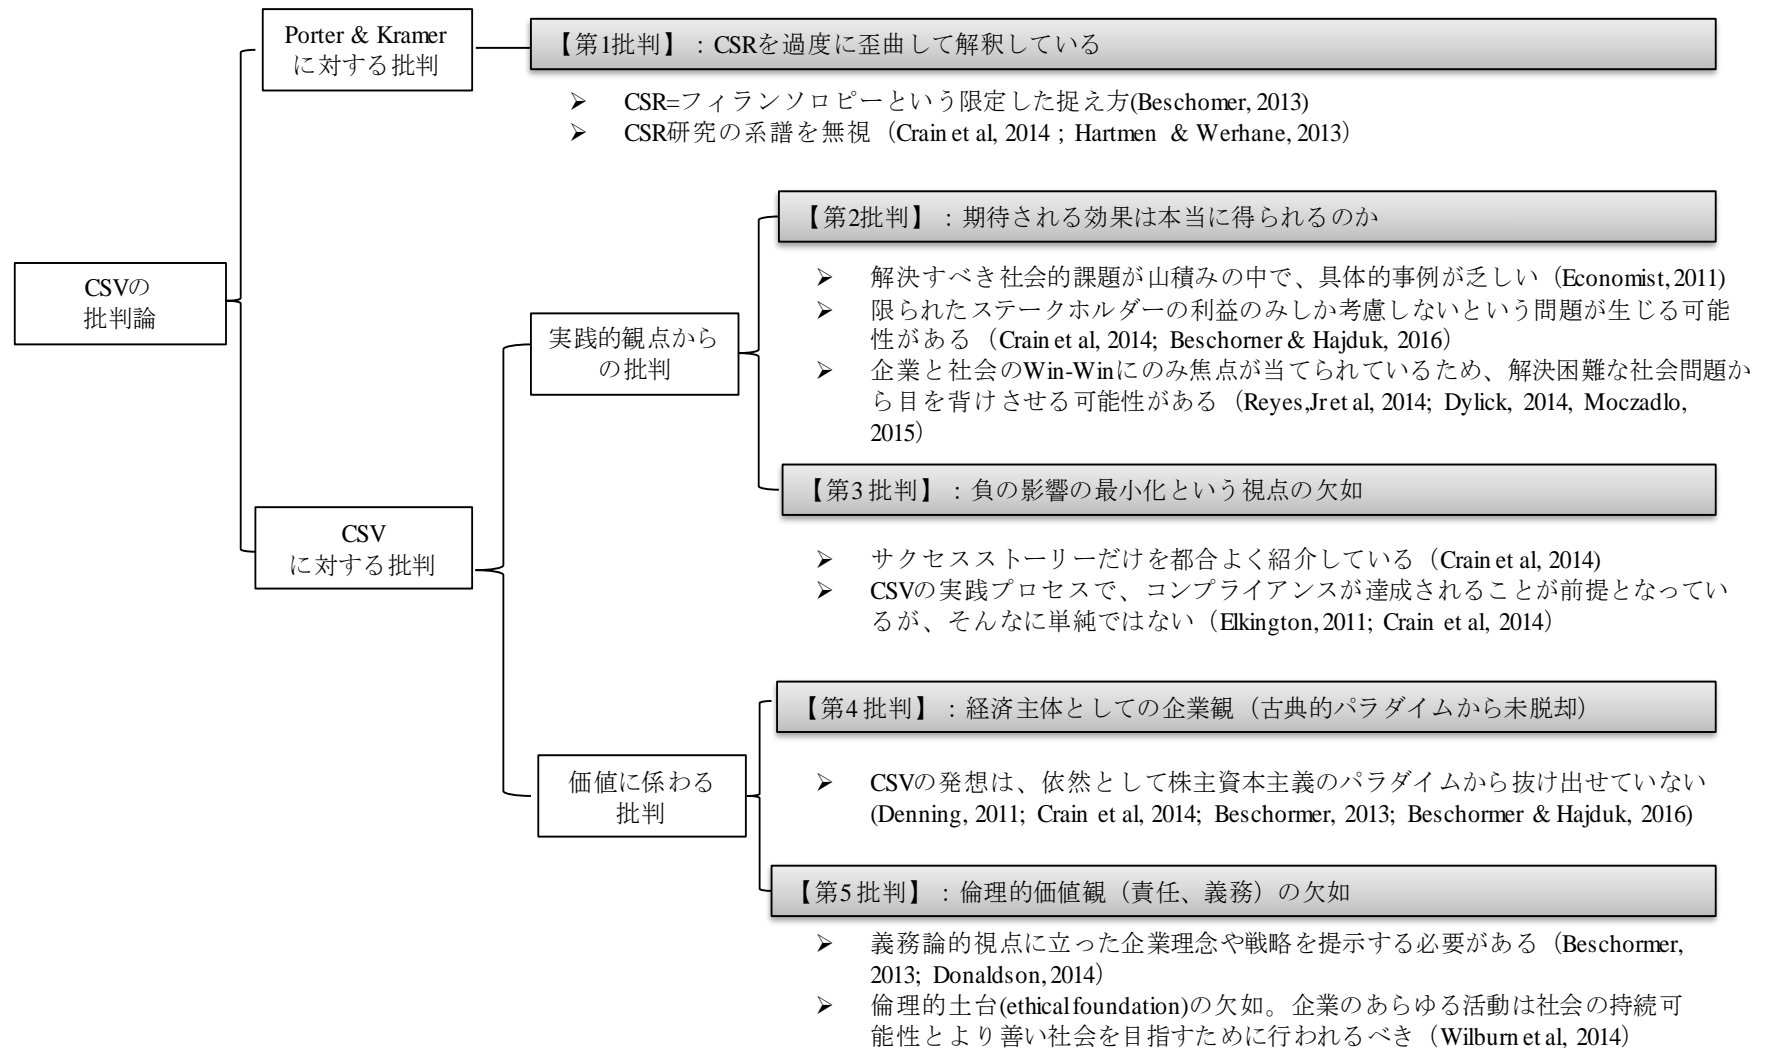 Porter & Kramer
に対する批判
【第1批判】：CSRを過度に歪曲して解釈している
➢ CSR=フィランソロピーという限定した捉え方(Beschomer, 2013)
➢ CSR研究の系譜を無視（Crain et al, 2014 ; Hartmen & Werhane, 2013）
【第2批判】：期待される効果は本当に得られるのか
➢ 解決すべき社会的課題が山積みの中で、具体的事例が乏しい（Economist, 2011)
➢ 限られたステークホルダーの利益のみしか考慮しないという問題が生じる可能
性がある（Crain et al, 2014; Beschorner & Hajduk, 2016）
➢ 企業と社会のWin-Winにのみ焦点が当てられているため、解決困難な社会問題か
ら目を背けさせる可能性がある（Reyes,Jr et al, 2014; Dylick, 2014, Moczadlo,
2015）
CSVの
批判論
実践的観点から
の批判
【第3批判】：負の影響の最小化という視点の欠如
➢ サクセスストーリーだけを都合よく紹介している（Crain et al, 2014)
➢ CSVの実践プロセスで、コンプライアンスが達成されることが前提となってい
るが、そんなに単純ではない（Elkington, 2011; Crain et al, 2014）
CSV
に対する批判
【第4批判】：経済主体としての企業観（古典的パラダイムから未脱却）
➢ CSVの発想は、依然として株主資本主義のパラダイムから抜け出せていない
(Denning, 2011; Crain et al, 2014; Beschormer, 2013; Beschormer & Hajduk, 2016)
価値に係わる
批判
【第5批判】：倫理的価値観（責任、義務）の欠如
➢ 義務論的視点に立った企業理念や戦略を提示する必要がある（Beschormer,
2013; Donaldson, 2014）
➢ 倫理的土台(ethical foundation)の欠如。企業のあらゆる活動は社会の持続可
能性とより善い社会を目指すために行われるべき（Wilburn et al, 2014）